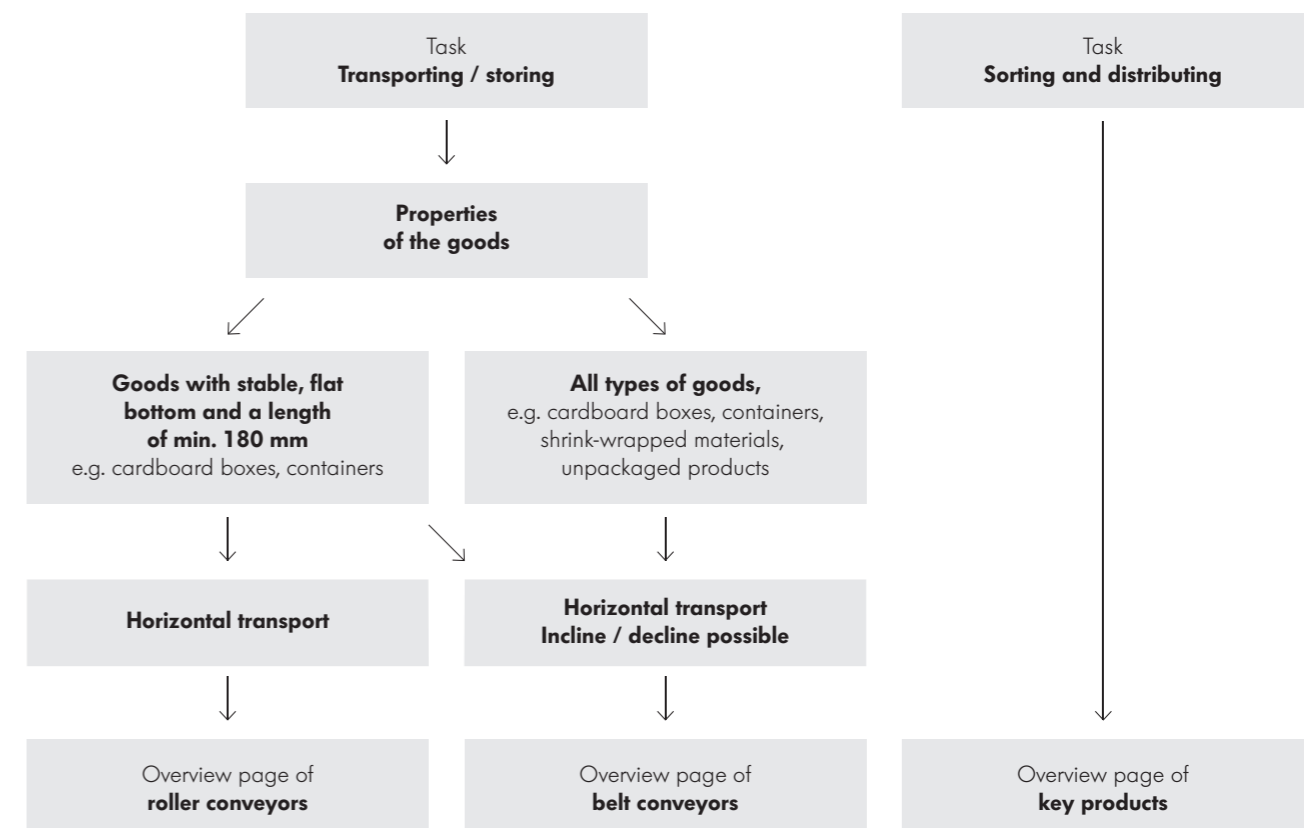 Task
Transporting / storing
Task
Sorting and distributing
Properties
of the goods
Goods with stable, flat
bottom and a length
of min. 180 mm
e.g. cardboard boxes, containers
All types of goods,
e.g. cardboard boxes, containers,
shrink-wrapped materials,
unpackaged products
Horizontal transport
Horizontal transport
Incline / decline possible
Overview page of
roller conveyors
Overview page of
belt conveyors
Overview page of
key products